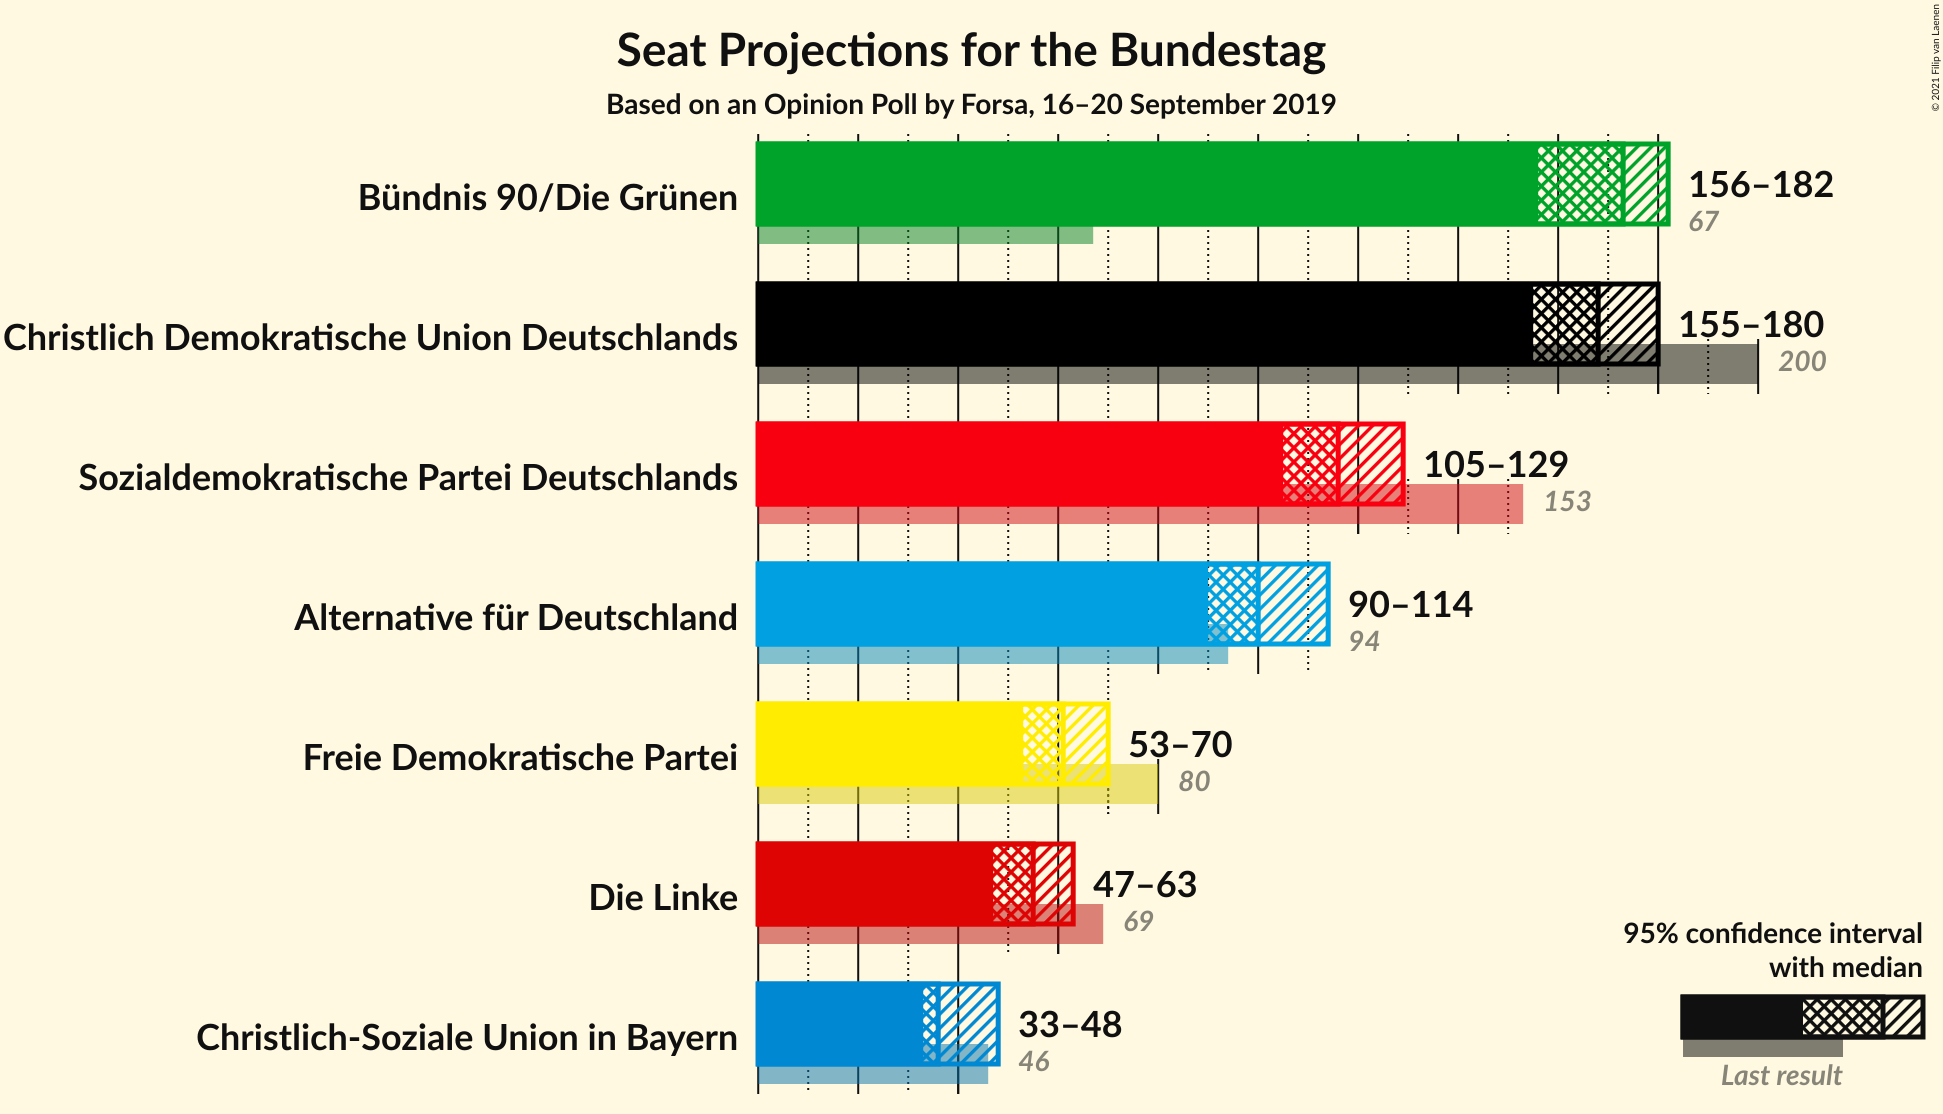 Seat Projections for the Bundestag
Based on an Opinion Poll by Forsa, 16–20 September 2019
© 2021 Filip van Laenen
Bündnis 90/Die Grünen
156–182
67
Christlich Demokratische Union Deutschlands
155–180
200
Sozialdemokratische Partei Deutschlands
105–129
153
Alternative für Deutschland
90–114
94
Freie Demokratische Partei
53–70
80
Die Linke
47–63
69
Christlich-Soziale Union in Bayern
33–48
46
95% confidence interval
with median
Last result